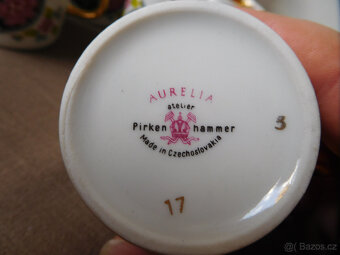 AURELIA
atelier
Pirken hammer
Made in Czechoslovakia
3
17
© Bazos.cz